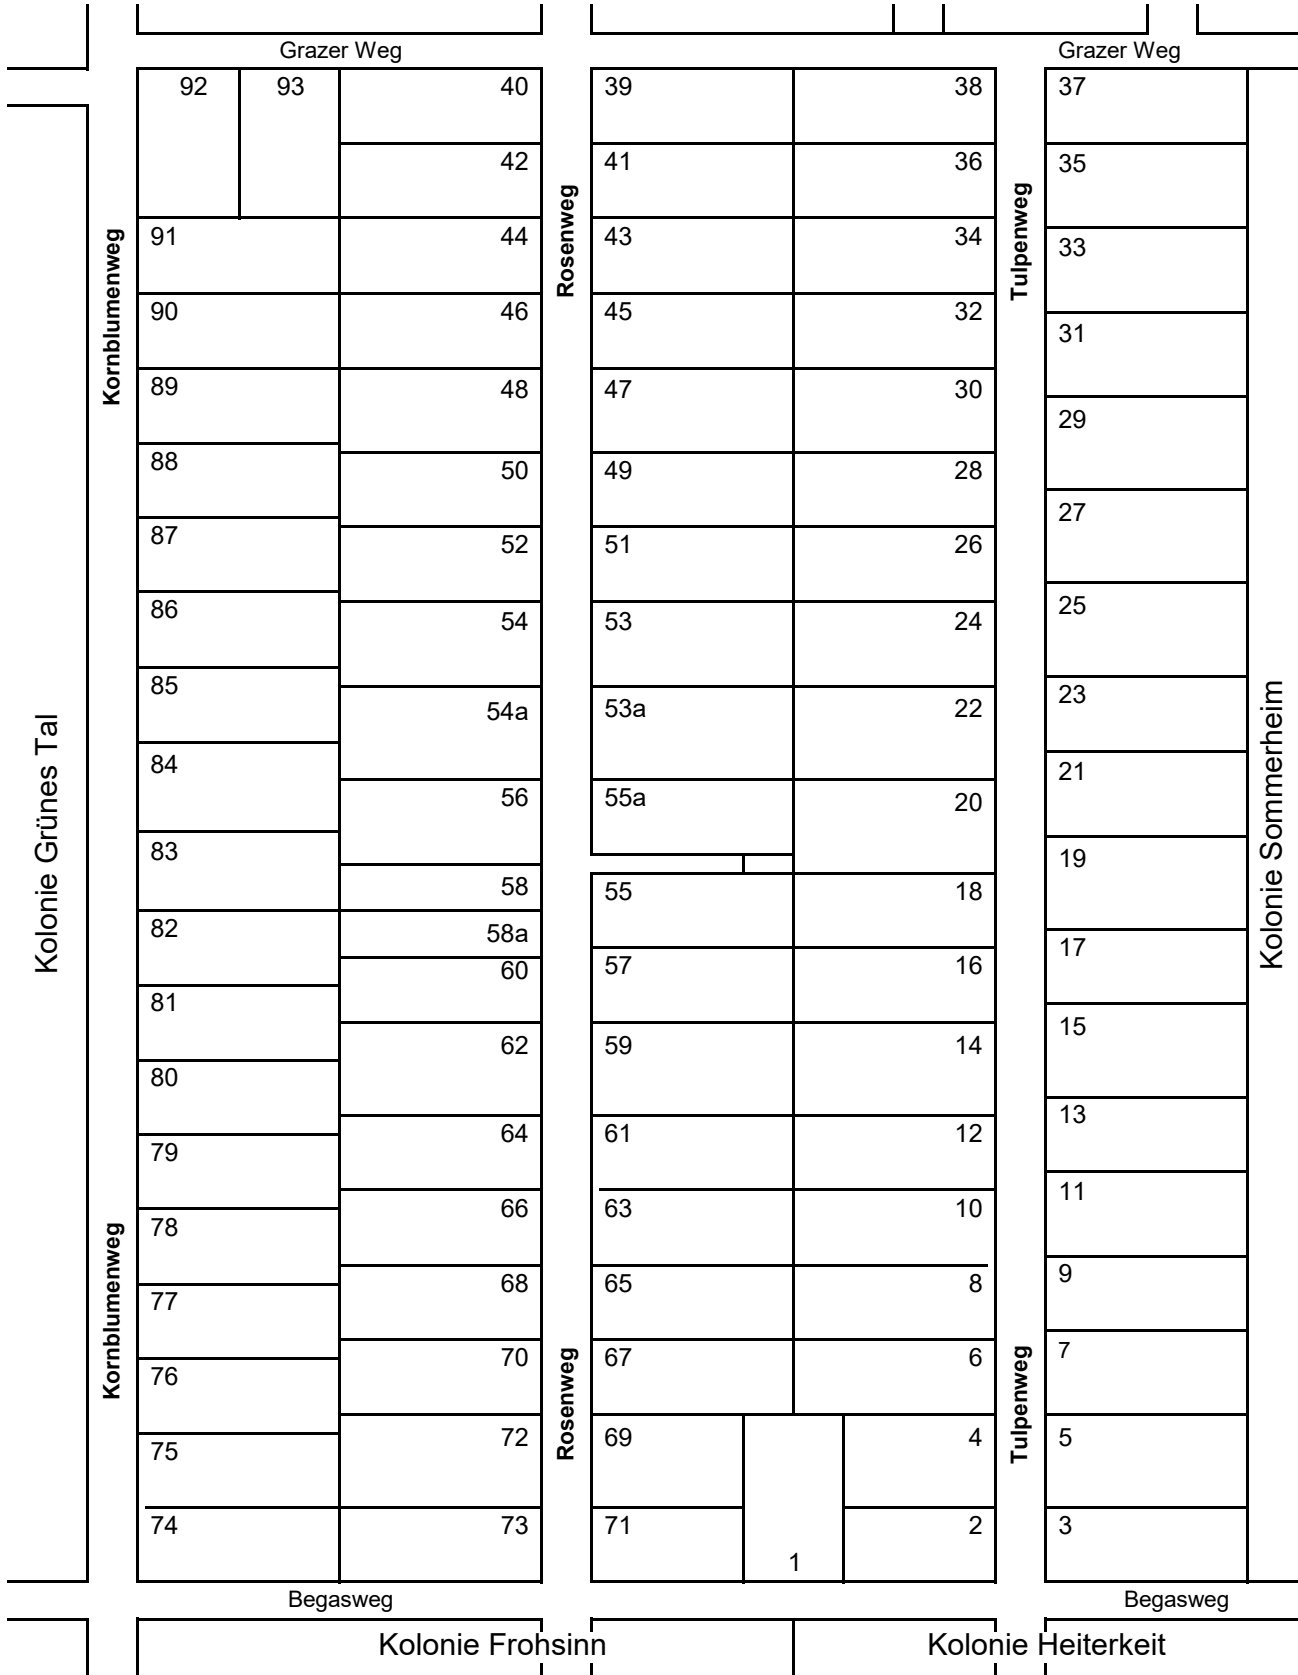 Grazer Weg Grazer Weg
92 93 40 39 38 37
42 41 36 35
91 44 43 34 33
90 46 45 32 31
89 48 47 30 29
88 50 49 28 27
87 52 51 26 25
86 54 53 24 23
85 54a 53a 22 21
84 56 55a 20 19
83 58 55 18 17
82 58a
60 57 16 15
81 62 59 14 13
80 64 61 12 11
79 66 63 10 9
78 68 65 8 7
77 70 67 6 5
76 72 69 4 3
75
74 73 71 2
1
Kornblumenweg
Rosenweg
Tulpenweg
Kolonie Grünes Tal
Kolonie Sommerheim
Kornblumenweg
Rosenweg
Tulpenweg
Begasweg Begasweg
Kolonie Frohsinn Kolonie Heiterkeit